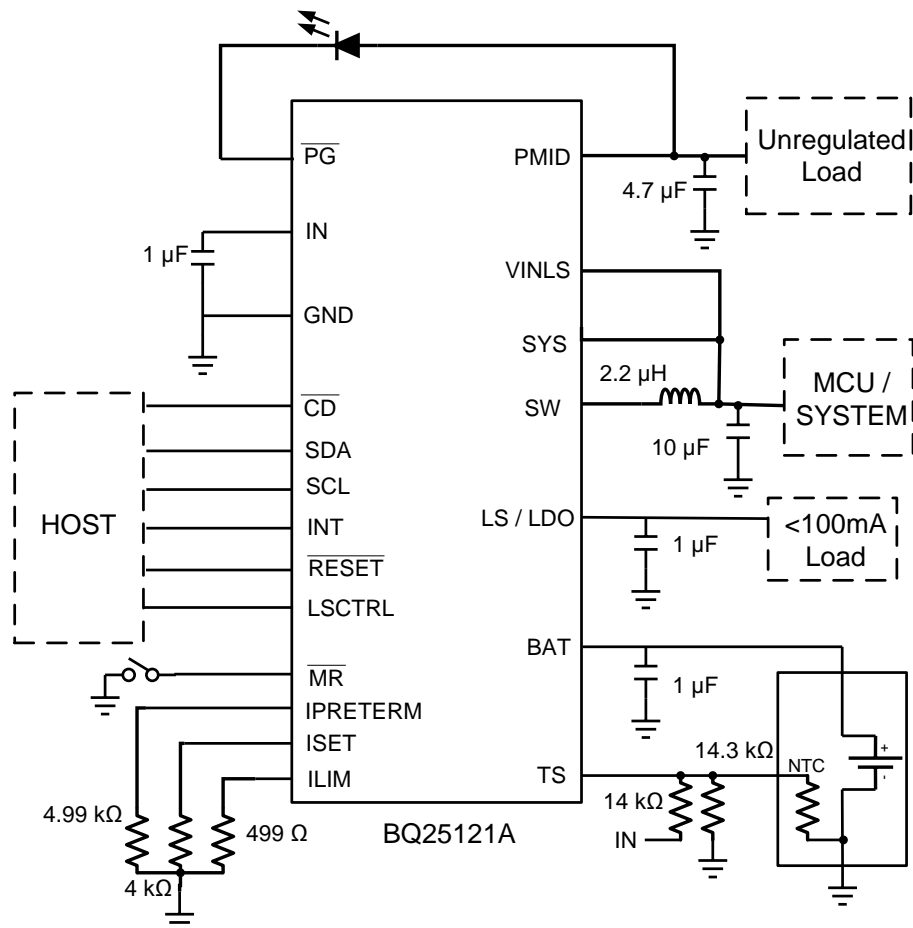 PG
PMID
Unregulated
Load
4.7 µF
IN
1 µF
VINLS
GND
SYS
2.2 µH
MCU /
SYSTEM
CD
SW
10 µF
SDA
SCL
HOST
INT
LS / LDO
<100mA
Load
1 µF
RESET
LSCTRL
BAT
MR
1 µF
IPRETERM
ISET
14.3 kΩ
ILIM
TS
NTC
+
-
4.99 kΩ
499 Ω
14 kΩ
BQ25121A
IN
4 kΩ